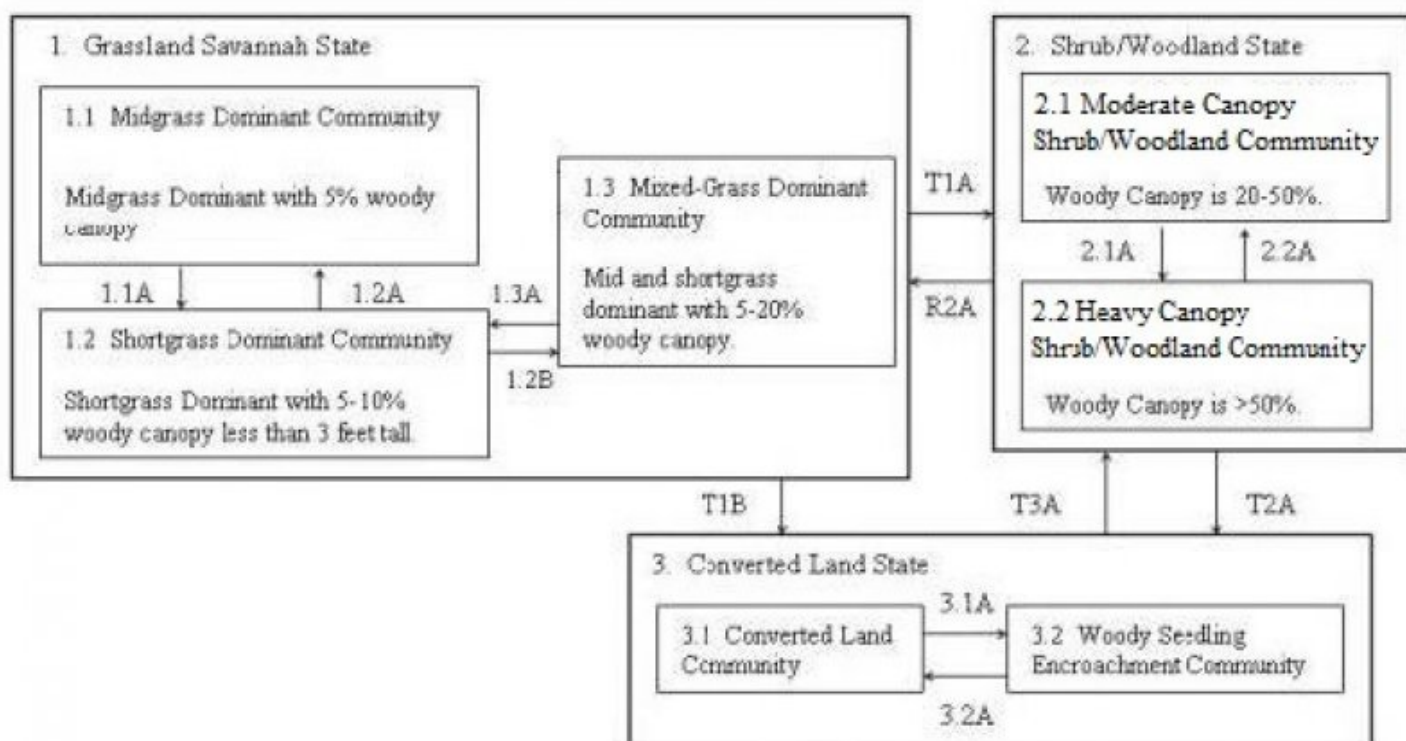 1. Grassland Savannah State
1.1 Midgrass Dominant Community
Midgrass Dominant with 5% woody
canopy
1.1A
1.2A
1.2 Shortgrass Dominant Community
Shortgrass Dominant with 5-10%
woody canopy less than 3 feet tall.
1.3A
1.2B
1.3 Mixed-Grass Dominant
Community
Mid and shortgrass
dominant with 5-20%
woody canopy.
T1A
R2A
2. Shrub/Woodland State
2.1 Moderate Canopy
Shrub/Woodland Community
Woody Canopy is 20-50%.
2.1A
2.2A
2.2 Heavy Canopy
Shrub/Woodland Community
Woody Canopy is >50%.
T1B
T3A
T2A
3. Converted Land State
3.1 Converted Land
Community
3.1A
3.2A
3.2 Woody Seedling
Encroachment Community